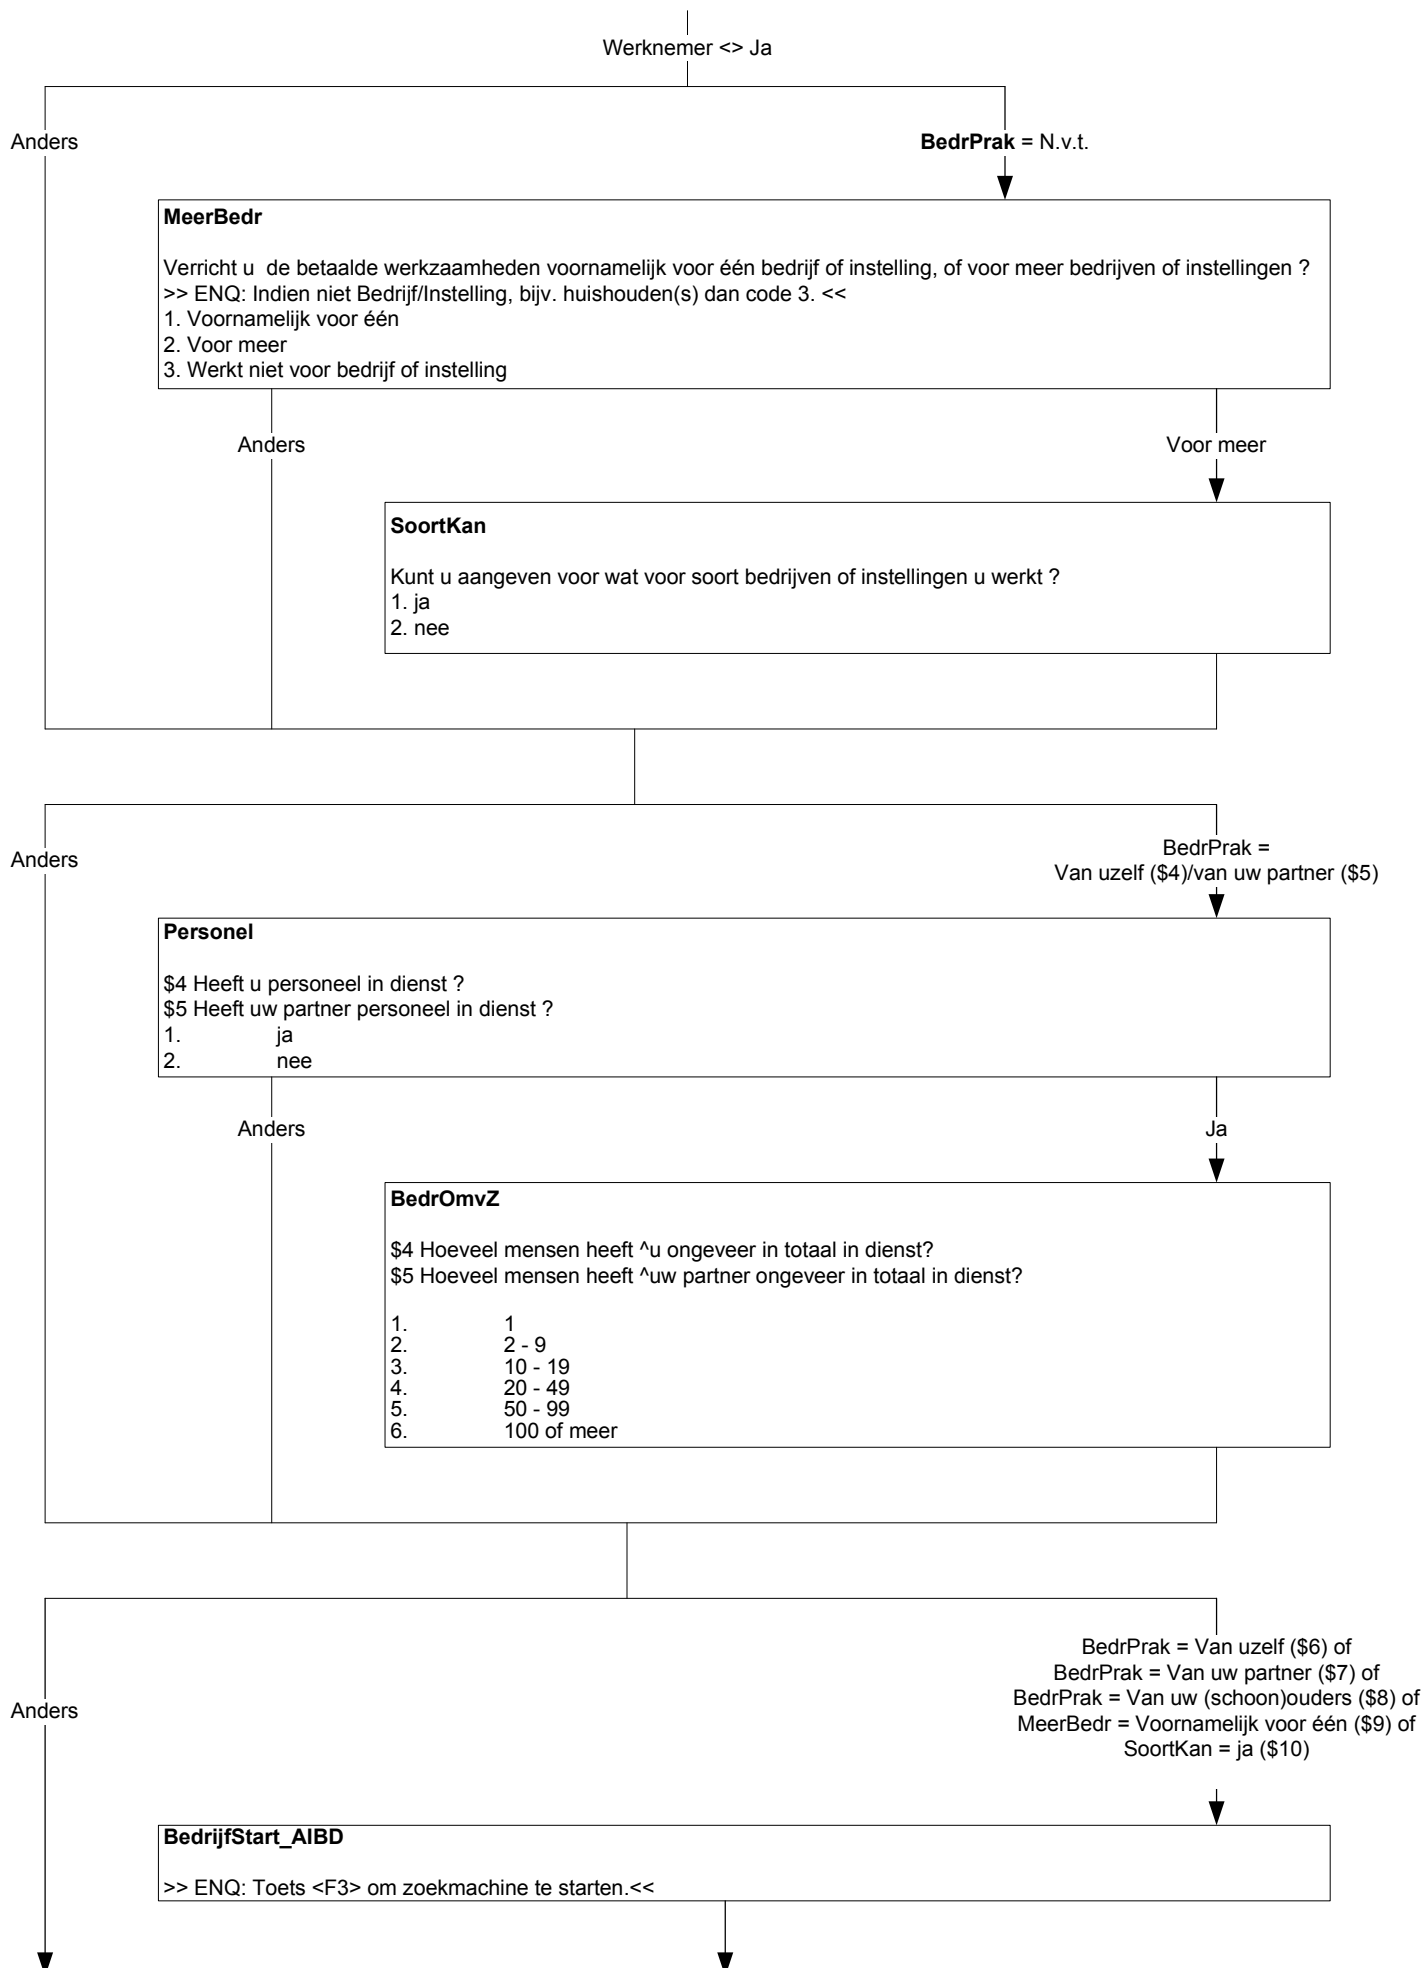 Werknemer <> Ja
Anders
BedrPrak = N.v.t.
MeerBedr
Verricht u  de betaalde werkzaamheden voornamelijk voor één bedrijf of instelling, of voor meer bedrijven of instellingen ?
>> ENQ: Indien niet Bedrijf/Instelling, bijv. huishouden(s) dan code 3. <<
1. Voornamelijk voor één
2. Voor meer
3. Werkt niet voor bedrijf of instelling
Anders
Voor meer
SoortKan
Kunt u aangeven voor wat voor soort bedrijven of instellingen u werkt ?
1. ja
2. nee
Anders
BedrPrak =
Van uzelf ($4)/van uw partner ($5)
Personel
$4 Heeft u personeel in dienst ?
$5 Heeft uw partner personeel in dienst ?
1. ja
2. nee
Anders
Ja
BedrOmvZ
$4 Hoeveel mensen heeft ^u ongeveer in totaal in dienst?
$5 Hoeveel mensen heeft ^uw partner ongeveer in totaal in dienst?
1. 1
2. 2 - 9
3. 10 - 19
4. 20 - 49
5. 50 - 99
6. 100 of meer
Anders
BedrPrak = Van uzelf ($6) of
BedrPrak = Van uw partner ($7) of
BedrPrak = Van uw (schoon)ouders ($8) of
MeerBedr = Voornamelijk voor één ($9) of
SoortKan = ja ($10)
BedrijfStart_AIBD
>> ENQ: Toets <F3> om zoekmachine te starten.<<